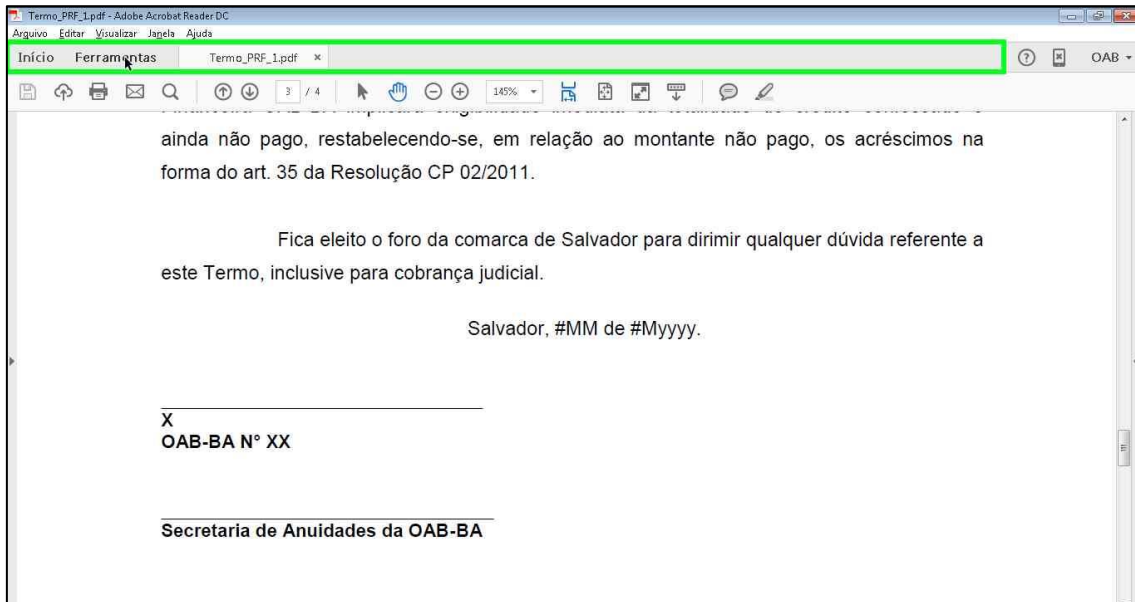 Termo_PRF_1.pdf - Adobe Acrobat Reader DC
Arquivo Editar Visualizar Janela Ajuda
Início Ferramentas Termo_PRF_1.pdf × OAB
3 / 4 145%
ainda não pago, restabelecendo-se, em relação ao montante não pago, os acréscimos na
forma do art. 35 da Resolução CP 02/2011.
Fica eleito o foro da comarca de Salvador para dirimir qualquer dúvida referente a
este Termo, inclusive para cobrança judicial.
Salvador, #MM de #Myyyy.
X
OAB-BA N° XX
Secretaria de Anuidades da OAB-BA